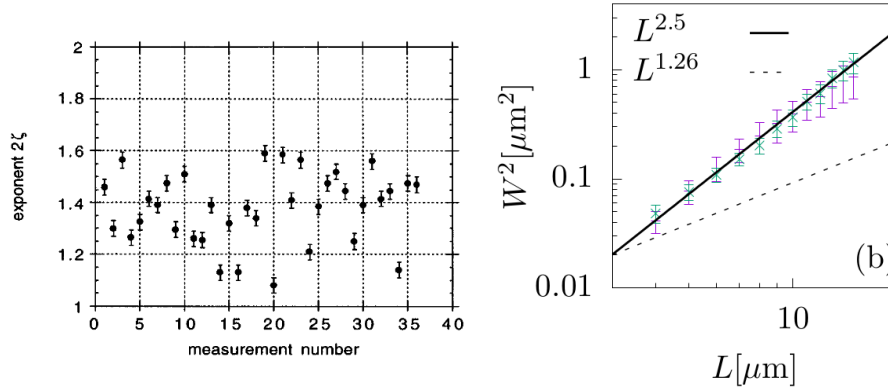 2
1.8
1.6
1.4
1.2
1
exponent 2ζ
0 5 10 15 20 25 30 35 40
measurement number
L^2.5
L^1.26
W^2[μm^2]
1
0.1
0.01
(b)
10
L[μm]